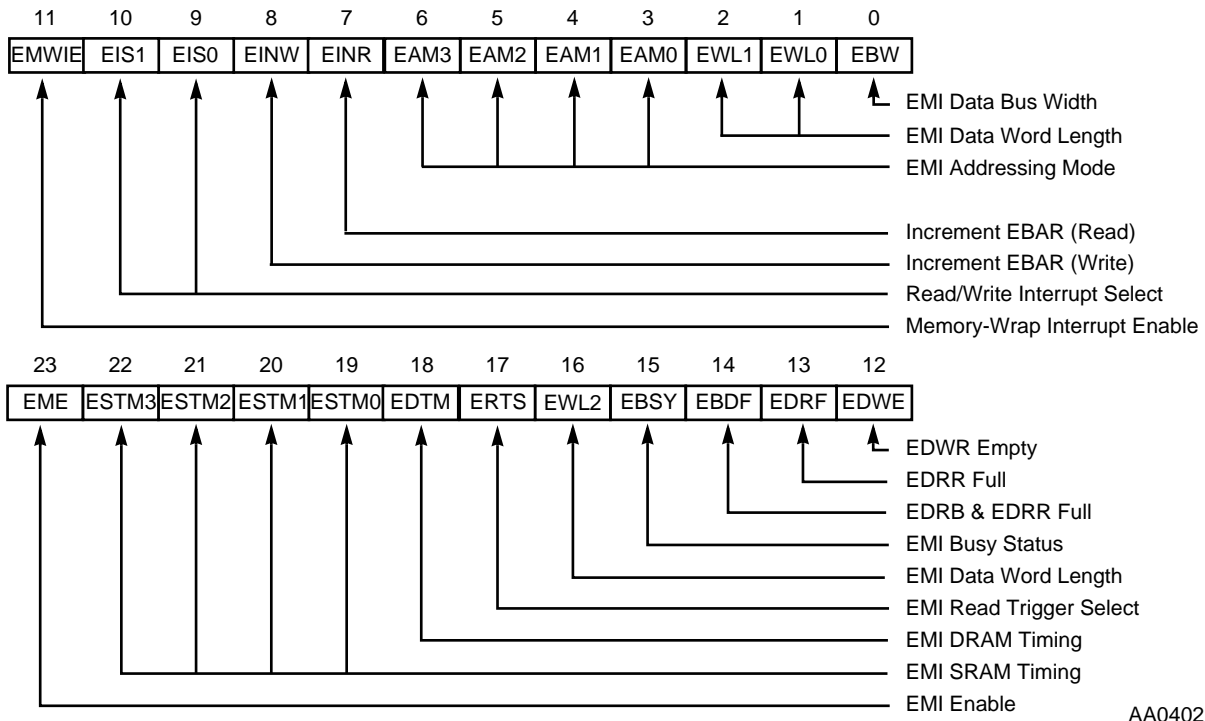 11 10 9 8 7 6 5 4 3 2 1 0
EMWIE EIS1 EIS0 EINW EINR EAM3 EAM2 EAM1 EAM0 EWL1 EWL0 EBW
EMI Data Bus Width
EMI Data Word Length
EMI Addressing Mode
Increment EBAR (Read)
Increment EBAR (Write)
Read/Write Interrupt Select
Memory-Wrap Interrupt Enable
23 22 21 20 19 18 17 16 15 14 13 12
EME ESTM3 ESTM2 ESTM1 ESTM0 EDTM ERTS EWL2 EBSY EBDF EDRF EDWE
EDWR Empty
EDRR Full
EDRB & EDRR Full
EMI Busy Status
EMI Data Word Length
EMI Read Trigger Select
EMI DRAM Timing
EMI SRAM Timing
EMI Enable
AA0402